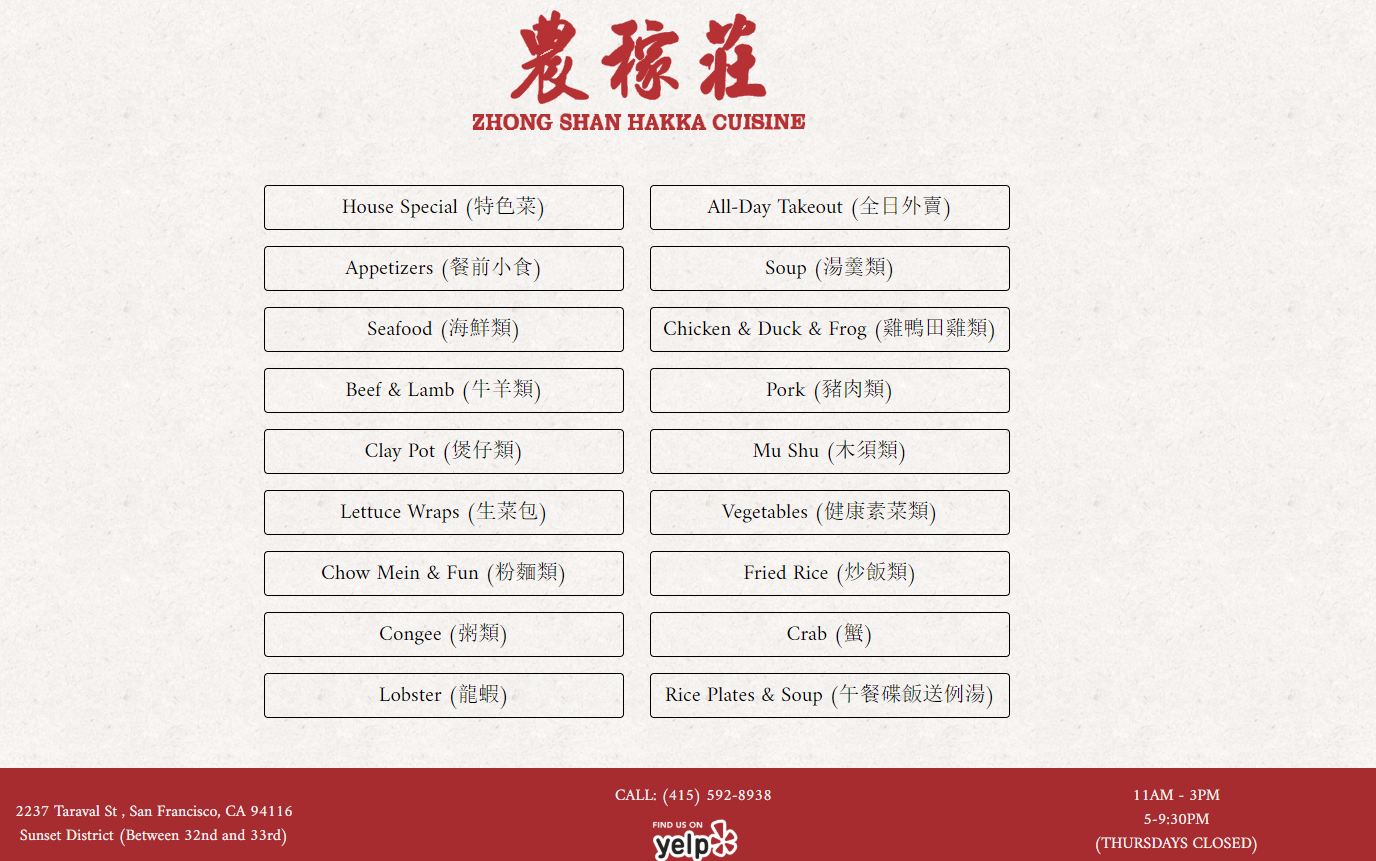 農稼莊
ZHONG SHAN HAKKA CUISINE
House Special (特色菜)
All-Day Takeout (全日外賣)
Appetizers (餐前小食)
Soup (湯羹類)
Seafood (海鮮類)
Chicken & Duck & Frog (雞鴨田雞類)
Beef & Lamb (牛羊類)
Pork (豬肉類)
Clay Pot (煲仔類)
Mu Shu (木須類)
Lettuce Wraps (生菜包)
Vegetables (健康素菜類)
Chow Mein & Fun (粉麵類)
Fried Rice (炒飯類)
Congee (粥類)
Crab (蟹)
Lobster (龍蝦)
Rice Plates & Soup (午餐碟飯送例湯)
2237 Taraval St , San Francisco, CA 94116
Sunset District (Between 32nd and 33rd)
CALL: (415) 592-8938
FIND US ON
yelp
11AM - 3PM
5-9:30PM
(THURSDAYS CLOSED)